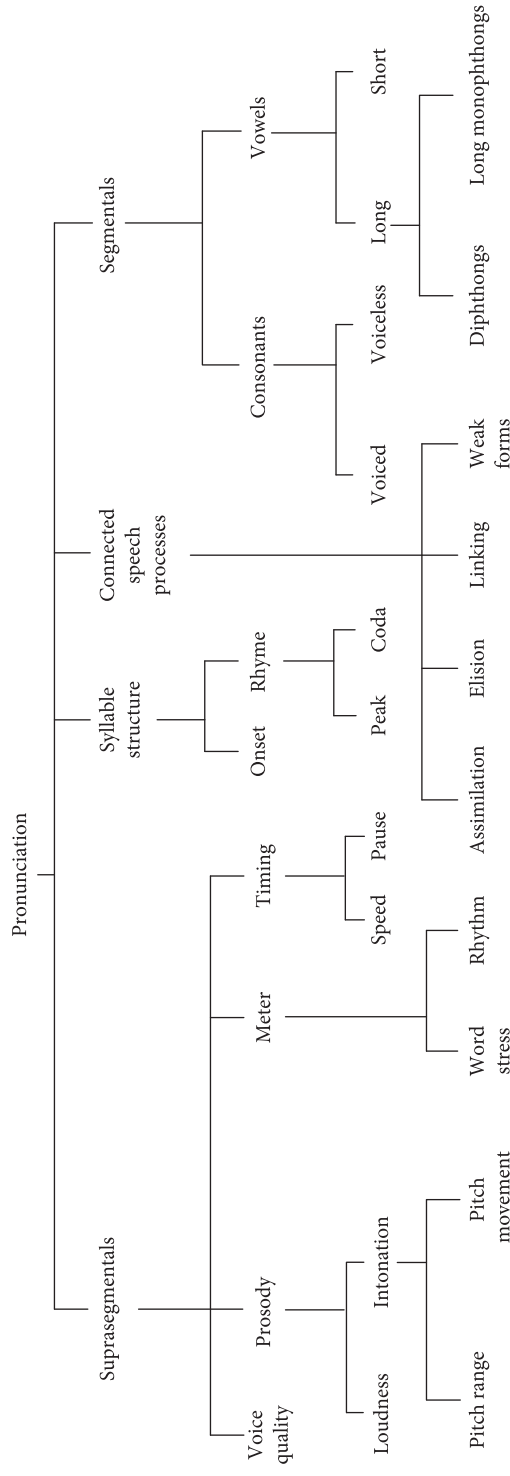 Pronunciation
Suprasegmentals
Syllable
structure
Connected
speech
processes
Segmentals
Voice
quality
Prosody
Meter
Timing
Onset
Rhyme
Consonants
Vowels
Loudness
Intonation
Speed
Pause
Peak
Coda
Voiced
Voiceless
Long
Short
Pitch range
Pitch
movement
Word
stress
Rhythm
Assimilation
Elision
Linking
Weak
forms
Diphthongs
Long monophthongs